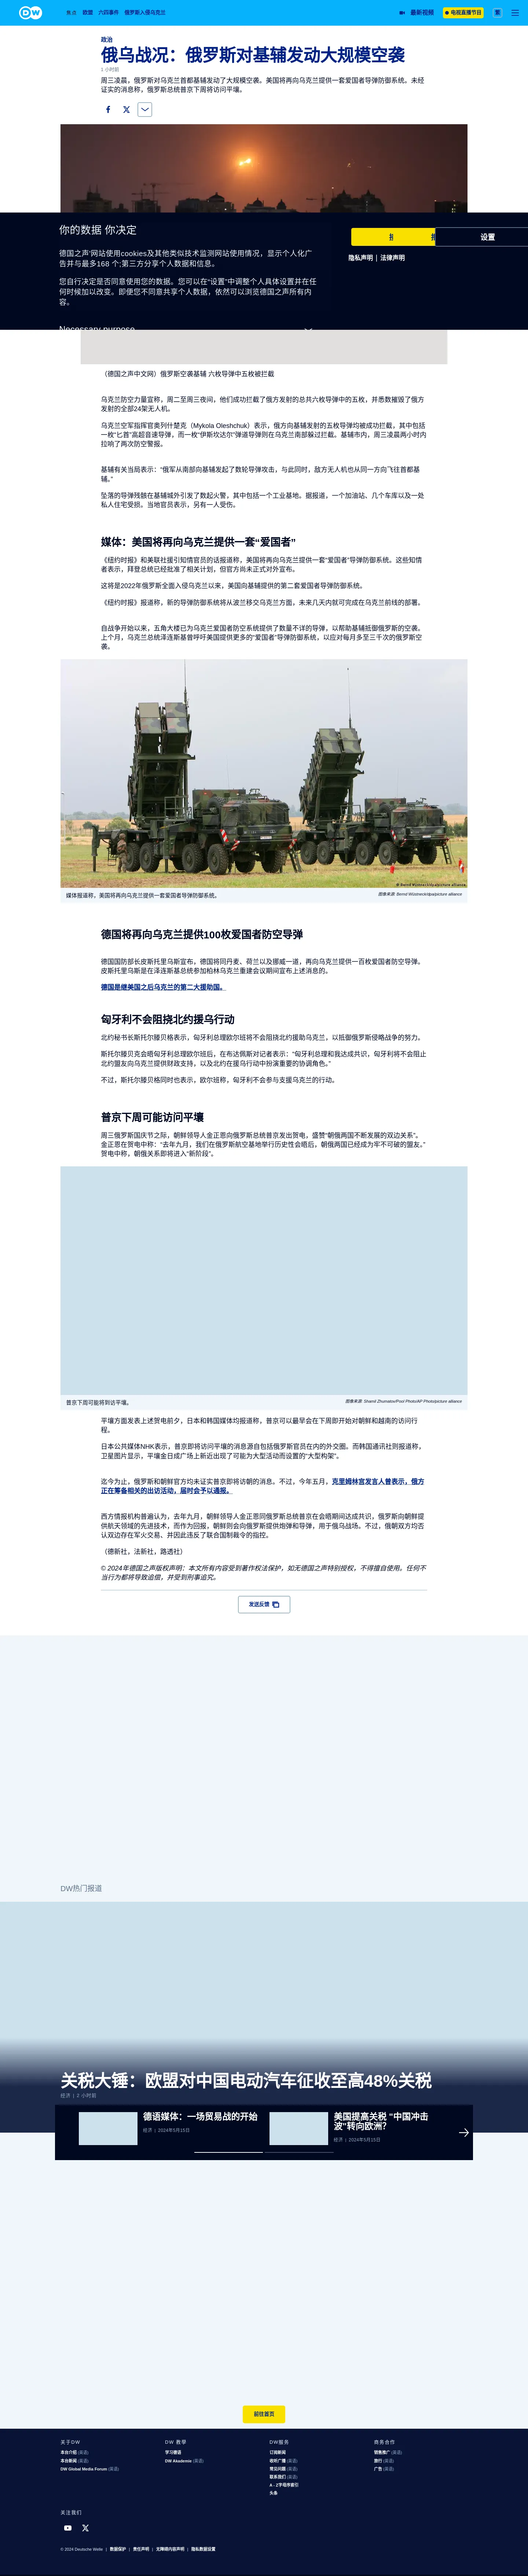 DW
焦点
欧盟
六四事件
俄罗斯入侵乌克兰
最新视频
电视直播节目
繁
政治
俄乌战况：俄罗斯对基辅发动大规模空袭
1 小时前
周三凌晨，俄罗斯对乌克兰首都基辅发动了大规模空袭。美国将再向乌克兰提供一套爱国者导弹防御系统。未经证实的消息称，俄罗斯总统普京下周将访问平壤。
你的数据 你决定
德国之声网站使用cookies及其他类似技术监测网站使用情况，显示个人化广告并与最多168 个第三方分享个人数据和信息。
您自行决定是否同意使用您的数据。您可以在“设置”中调整个人具体设置并在任何时候加以改变。即使您不同意共享个人数据，依然可以浏览德国之声所有内容。
Necessary purpose
设置
隐私声明 | 法律声明
（德国之声中文网）俄罗斯空袭基辅 六枚导弹中五枚被拦截
乌克兰防空力量宣称，周二至周三夜间，他们成功拦截了俄方发射的总共六枚导弹中的五枚，并悉数摧毁了俄方发射的全部24架无人机。
乌克兰空军指挥官奥列什楚克（Mykola Oleshchuk）表示，俄方向基辅发射的五枚导弹均被成功拦截，其中包括一枚“匕首”高超音速导弹，而一枚“伊斯坎达尔”弹道导弹则在乌克兰南部躲过拦截。基辅市内，周三凌晨两小时内拉响了两次防空警报。
基辅有关当局表示：“俄军从南部向基辅发起了数轮导弹攻击，与此同时，敌方无人机也从同一方向飞往首都基辅。”
坠落的导弹残骸在基辅城外引发了数起火警，其中包括一个工业基地。据报道，一个加油站、几个车库以及一处私人住宅受损。当地官员表示，另有一人受伤。
媒体：美国将再向乌克兰提供一套“爱国者”
《纽约时报》和美联社援引知情官员的话报道称，美国将再向乌克兰提供一套“爱国者”导弹防御系统。这些知情者表示，拜登总统已经批准了相关计划，但官方尚未正式对外宣布。
这将是2022年俄罗斯全面入侵乌克兰以来，美国向基辅提供的第二套爱国者导弹防御系统。
《纽约时报》报道称，新的导弹防御系统将从波兰移交乌克兰方面，未来几天内就可完成在乌克兰前线的部署。
自战争开始以来，五角大楼已为乌克兰爱国者防空系统提供了数量不详的导弹，以帮助基辅抵御俄罗斯的空袭。上个月，乌克兰总统泽连斯基曾呼吁美国提供更多的“爱国者”导弹防御系统，以应对每月多至三千次的俄罗斯空袭。
© Bernd Wüstneck/dpa/picture alliance
媒体报道称，美国将再向乌克兰提供一套爱国者导弹防御系统。
图像来源: Bernd Wüstneck/dpa/picture alliance
德国将再向乌克兰提供100枚爱国者防空导弹
德国国防部长皮斯托里乌斯宣布，德国将同丹麦、荷兰以及挪威一道，再向乌克兰提供一百枚爱国者防空导弹。皮斯托里乌斯是在泽连斯基总统参加柏林乌克兰重建会议期间宣布上述消息的。
德国是继美国之后乌克兰的第二大援助国。
匈牙利不会阻挠北约援乌行动
北约秘书长斯托尔滕贝格表示，匈牙利总理欧尔班将不会阻挠北约援助乌克兰，以抵御俄罗斯侵略战争的努力。
斯托尔滕贝克会晤匈牙利总理欧尔班后，在布达佩斯对记者表示：“匈牙利总理和我达成共识，匈牙利将不会阻止北约盟友向乌克兰提供财政支持，以及北约在援乌行动中扮演重要的协调角色。”
不过，斯托尔滕贝格同时也表示，欧尔班称，匈牙利不会参与支援乌克兰的行动。
普京下周可能访问平壤
周三俄罗斯国庆节之际，朝鲜领导人金正恩向俄罗斯总统普京发出贺电，盛赞“朝俄两国不断发展的双边关系”。
金正恩在贺电中称：“去年九月，我们在俄罗斯航空基地举行历史性会晤后，朝俄两国已经成为牢不可破的盟友。”贺电中称，朝俄关系即将进入“新阶段”。
普京下周可能将到访平壤。
图像来源: Shamil Zhumatov/Pool Photo/AP Photo/picture alliance
平壤方面发表上述贺电前夕，日本和韩国媒体均报道称，普京可以最早会在下周即开始对朝鲜和越南的访问行程。
日本公共媒体NHK表示，普京即将访问平壤的消息源自包括俄罗斯官员在内的外交圈。而韩国通讯社则报道称，卫星图片显示，平壤金日成广场上新近出现了可能为大型活动而设置的“大型构架”。
迄今为止，俄罗斯和朝鲜官方均未证实普京即将访朝的消息。不过，今年五月，克里姆林宫发言人曾表示，俄方正在筹备相关的出访活动，届时会予以通报。
西方情报机构普遍认为，去年九月，朝鲜领导人金正恩同俄罗斯总统普京在会晤期间达成共识，俄罗斯向朝鲜提供航天领域的先进技术，而作为回报，朝鲜则会向俄罗斯提供炮弹和导弹，用于俄乌战场。不过，俄朝双方均否认双边存在军火交易、并因此违反了联合国制裁令的指控。
（德新社，法新社，路透社）
© 2024年德国之声版权声明：本文所有内容受到著作权法保护，如无德国之声特别授权，不得擅自使用。任何不当行为都将导致追偿，并受到刑事追究。
发送反馈
DW热门报道
关税大锤：欧盟对中国电动汽车征收至高48%关税
经济 | 2 小时前
德语媒体：一场贸易战的开始
经济 | 2024年5月15日
美国提高关税 "中国冲击波"转向欧洲?
经济 | 2024年5月15日
前往首页
关于DW
本台介绍 (英语)
本台新闻 (英语)
DW Global Media Forum (英语)
DW 教学
学习德语
DW Akademie (英语)
DW服务
订阅新闻
收听广播 (英语)
常见问题 (英语)
联系我们 (英语)
A - Z字母序索引
头条
商务合作
销售推广 (英语)
旅行 (英语)
广告 (英语)
关注我们
© 2024 Deutsche Welle | 数据保护 | 责任声明 | 无障碍内容声明 | 隐私数据设置